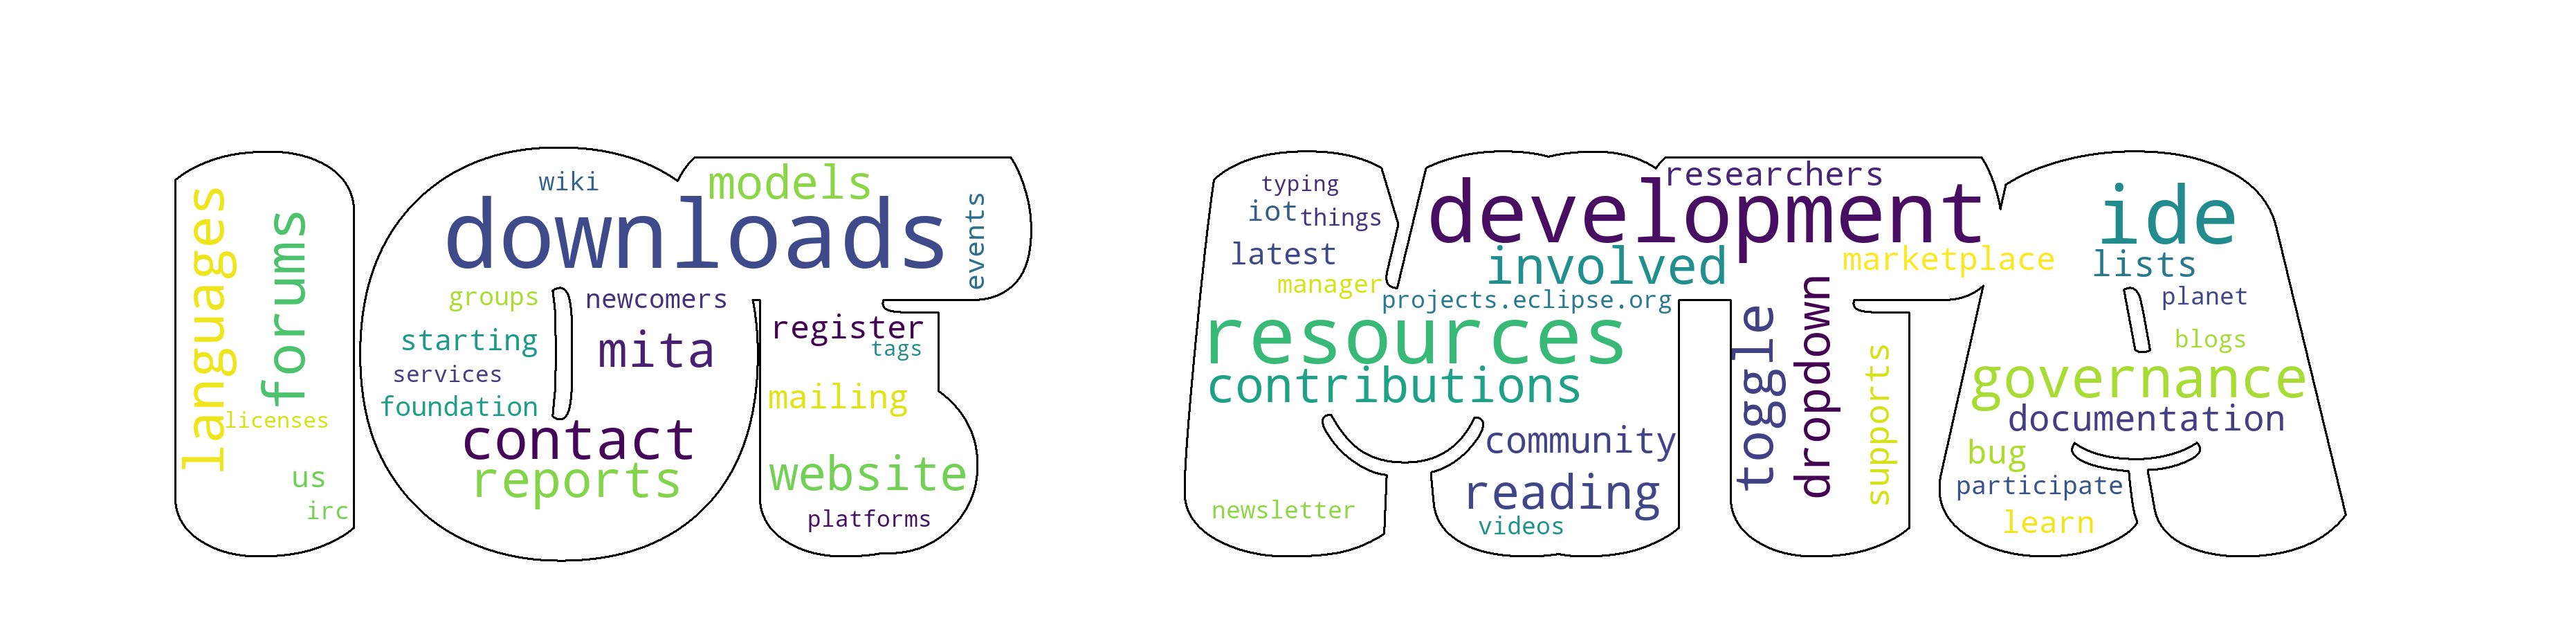 languages
forums
licenses
us
irc
wiki
models
downloads
events
groups
newcomers
starting
mita
services
foundation
contact
reports
register
tags
mailing
website
platforms
typing
iot
things
latest
manager
researchers
development
involved
marketplace
projects.eclipse.org
resources
contributions
community
reading
newsletter
videos
toggle
dropdown
supports
ide
lists
planet
blogs
governance
documentation
bug
participate
learn